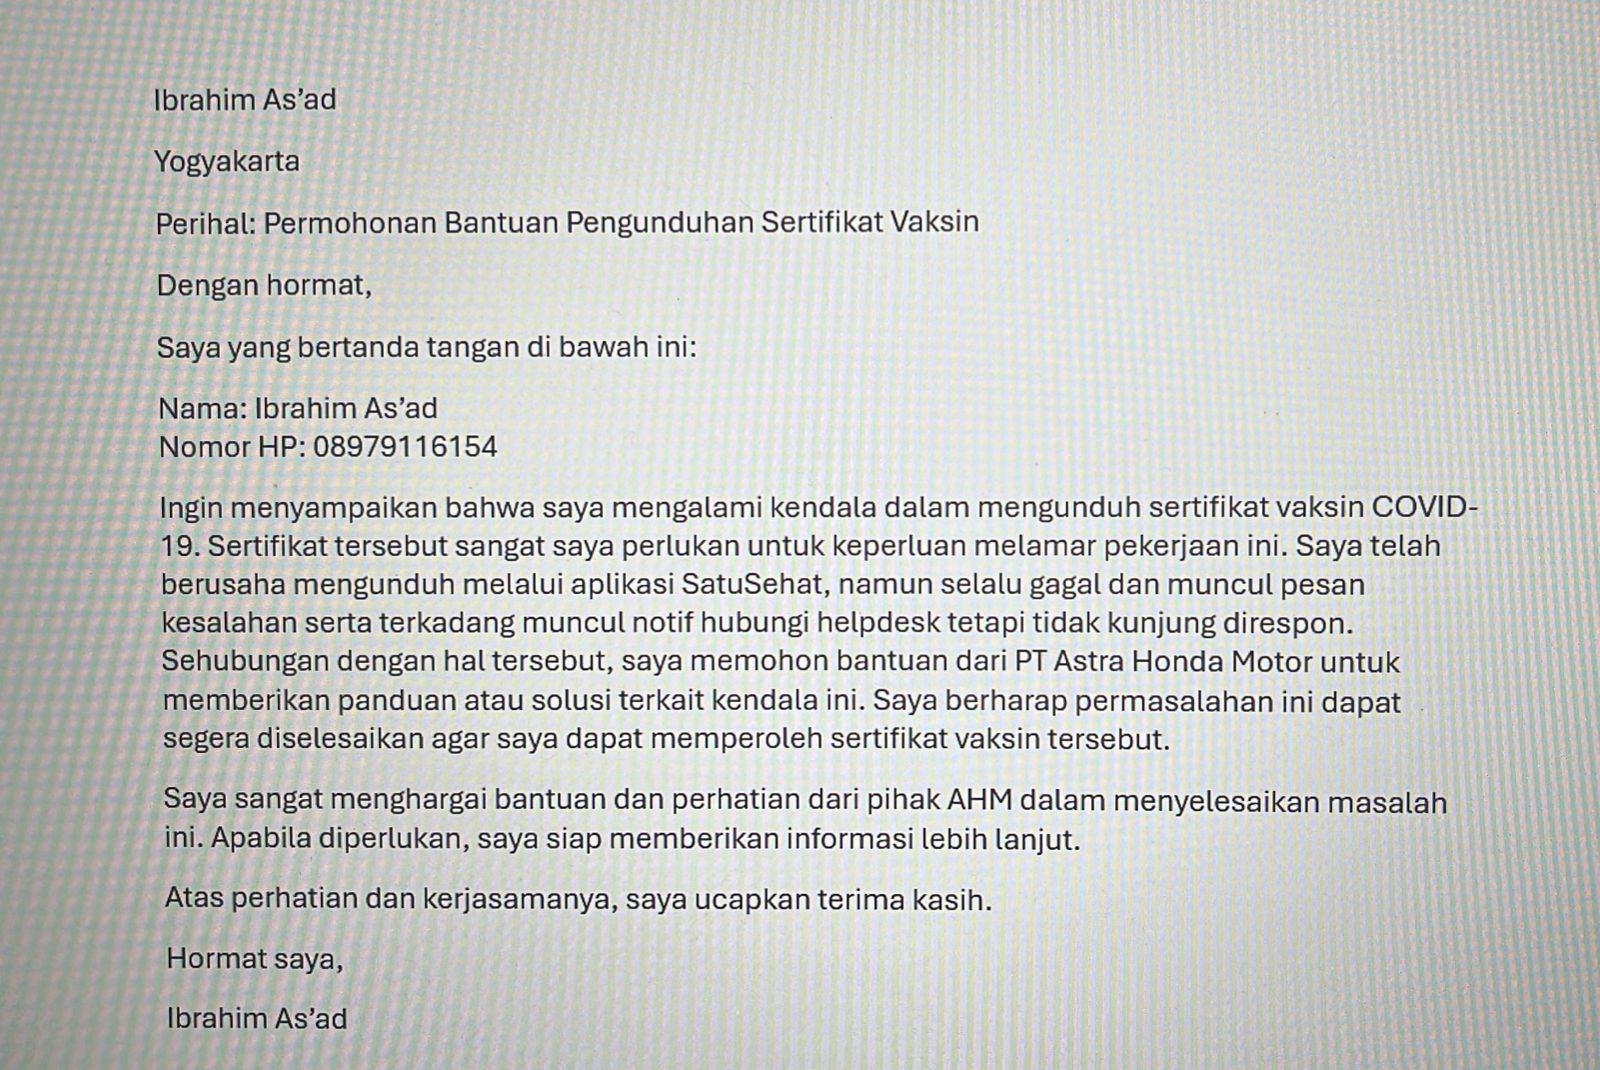 Ibrahim As’ad
Yogyakarta
Perihal: Permohonan Bantuan Pengunduhan Sertifikat Vaksin
Dengan hormat,
Saya yang bertanda tangan di bawah ini:
Nama: Ibrahim As’ad
Nomor HP: 08979116154
Ingin menyampaikan bahwa saya mengalami kendala dalam mengunduh sertifikat vaksin COVID-
19. Sertifikat tersebut sangat saya perlukan untuk keperluan melamar pekerjaan ini. Saya telah
berusaha mengunduh melalui aplikasi SatuSehat, namun selalu gagal dan muncul pesan
kesalahan serta terkadang muncul notif hubungi helpdesk tetapi tidak kunjung direspon.
Sehubungan dengan hal tersebut, saya memohon bantuan dari PT Astra Honda Motor untuk
memberikan panduan atau solusi terkait kendala ini. Saya berharap permasalahan ini dapat
segera diselesaikan agar saya dapat memperoleh sertifikat vaksin tersebut.
Saya sangat menghargai bantuan dan perhatian dari pihak AHM dalam menyelesaikan masalah
ini. Apabila diperlukan, saya siap memberikan informasi lebih lanjut.
Atas perhatian dan kerjasamanya, saya ucapkan terima kasih.
Hormat saya,
Ibrahim As’ad